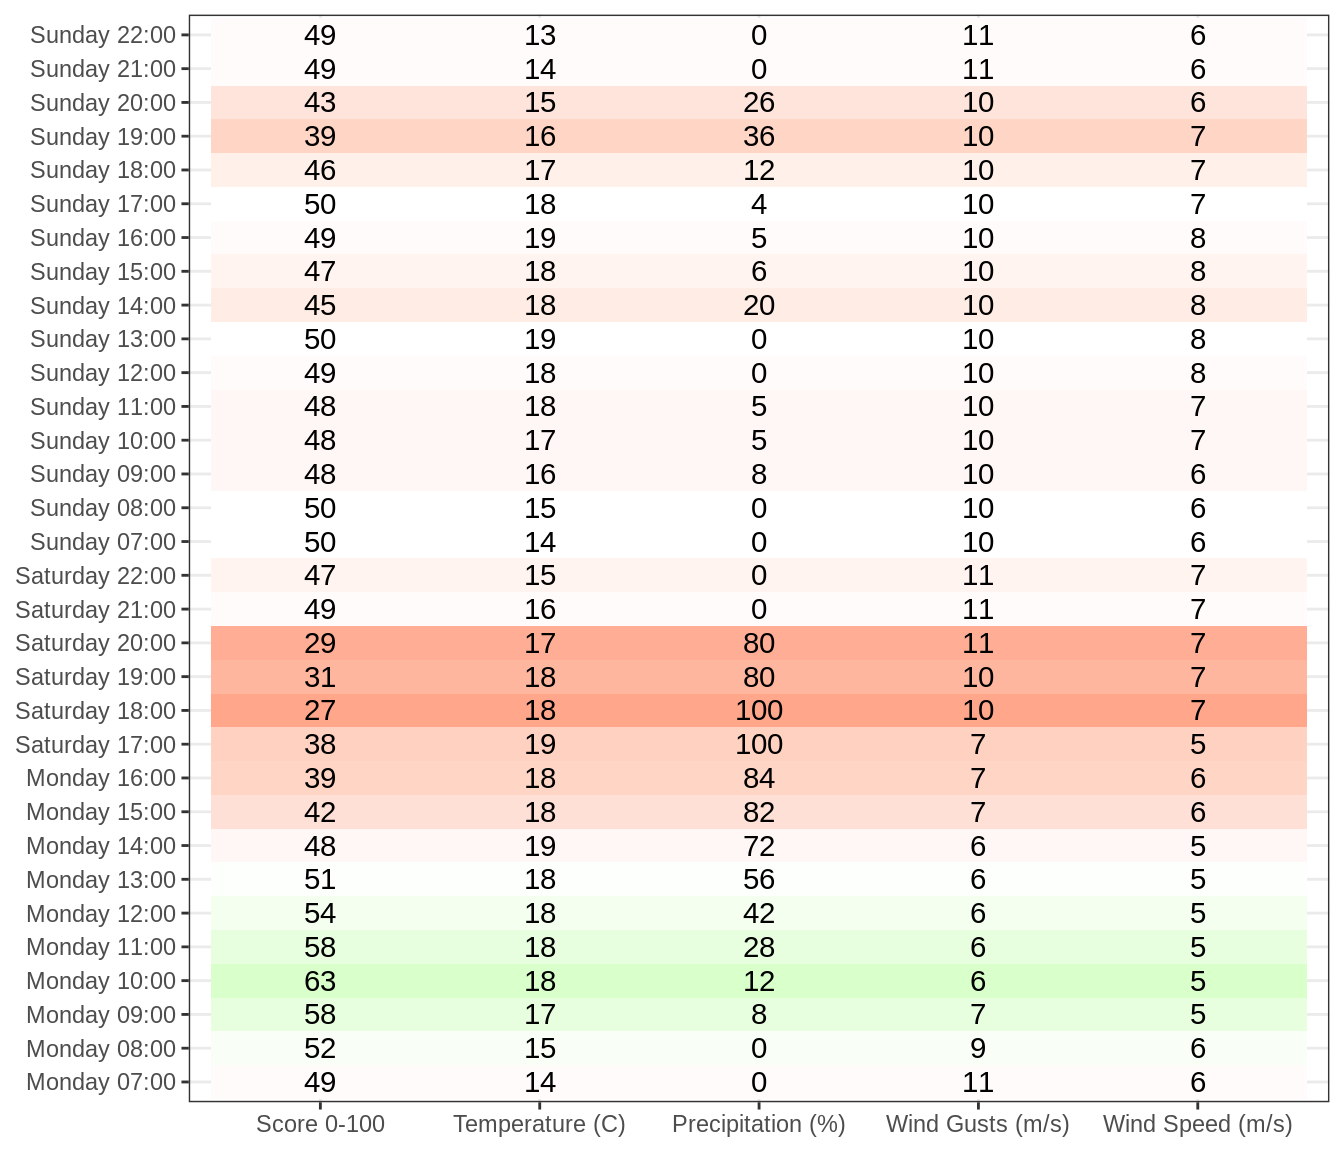 Sunday 22:00 49 13 0 11 6
Sunday 21:00 49 14 0 11 6
Sunday 20:00 43 15 26 10 6
Sunday 19:00 39 16 36 10 7
Sunday 18:00 46 17 12 10 7
Sunday 17:00 50 18 4 10 7
Sunday 16:00 49 19 5 10 8
Sunday 15:00 47 18 6 10 8
Sunday 14:00 45 18 20 10 8
Sunday 13:00 50 19 0 10 8
Sunday 12:00 49 18 0 10 8
Sunday 11:00 48 18 5 10 7
Sunday 10:00 48 17 5 10 7
Sunday 09:00 48 16 8 10 6
Sunday 08:00 50 15 0 10 6
Sunday 07:00 50 14 0 10 6
Saturday 22:00 47 15 0 11 7
Saturday 21:00 49 16 0 11 7
Saturday 20:00 29 17 80 11 7
Saturday 19:00 31 18 80 10 7
Saturday 18:00 27 18 100 10 7
Saturday 17:00 38 19 100 7 5
Monday 16:00 39 18 84 7 6
Monday 15:00 42 18 82 7 6
Monday 14:00 48 19 72 6 5
Monday 13:00 51 18 56 6 5
Monday 12:00 54 18 42 6 5
Monday 11:00 58 18 28 6 5
Monday 10:00 63 18 12 6 5
Monday 09:00 58 17 8 7 5
Monday 08:00 52 15 0 9 6
Monday 07:00 49 14 0 11 6
Score 0-100 Temperature (C) Precipitation (%) Wind Gusts (m/s) Wind Speed (m/s)